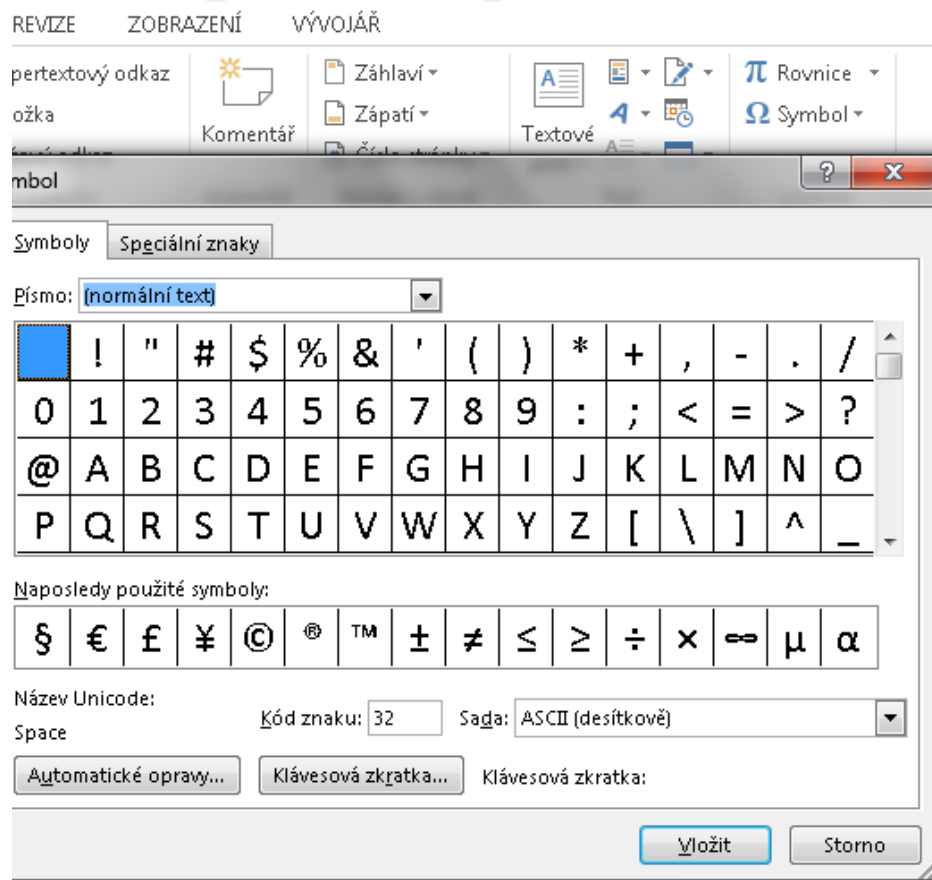 REVIZE ZOBRAZENÍ VÝVOJÁŘ
pertextový odkaz Záhlaví π Rovnice
ožka Komentář Zápatí Textové Ω Symbol
mbol ?
Symboly Speciální znaky
Písmo: (normální text)
! " # $ % & ' ( ) * + , - . /
0 1 2 3 4 5 6 7 8 9 : ; < = > ?
@ A B C D E F G H I J K L M N O
P Q R S T U V W X Y Z [ \ ] ^ _
Naposledy použité symboly:
§ € £ ¥ © ® ™ ± ≠ ≤ ≥ ÷ × ∞ µ α
Název Unicode:
Space
Kód znaku: 32 Sada: ASCII (desítkově)
Automatické opravy... Klávesová zkratka... Klávesová zkratka:
Vložit Storno